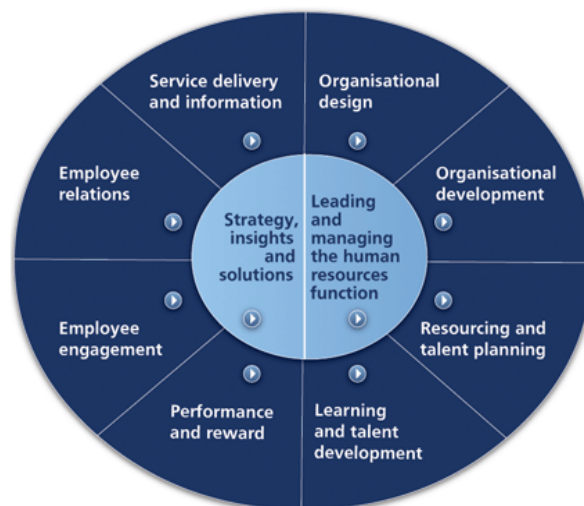 Service delivery
and information
Organisational
design
Organisational
development
Resourcing and
talent planning
Learning
and talent
development
Performance
and reward
Employee
engagement
Employee
relations
Strategy,
insights
and
solutions
Leading
and
managing
the human
resources
function